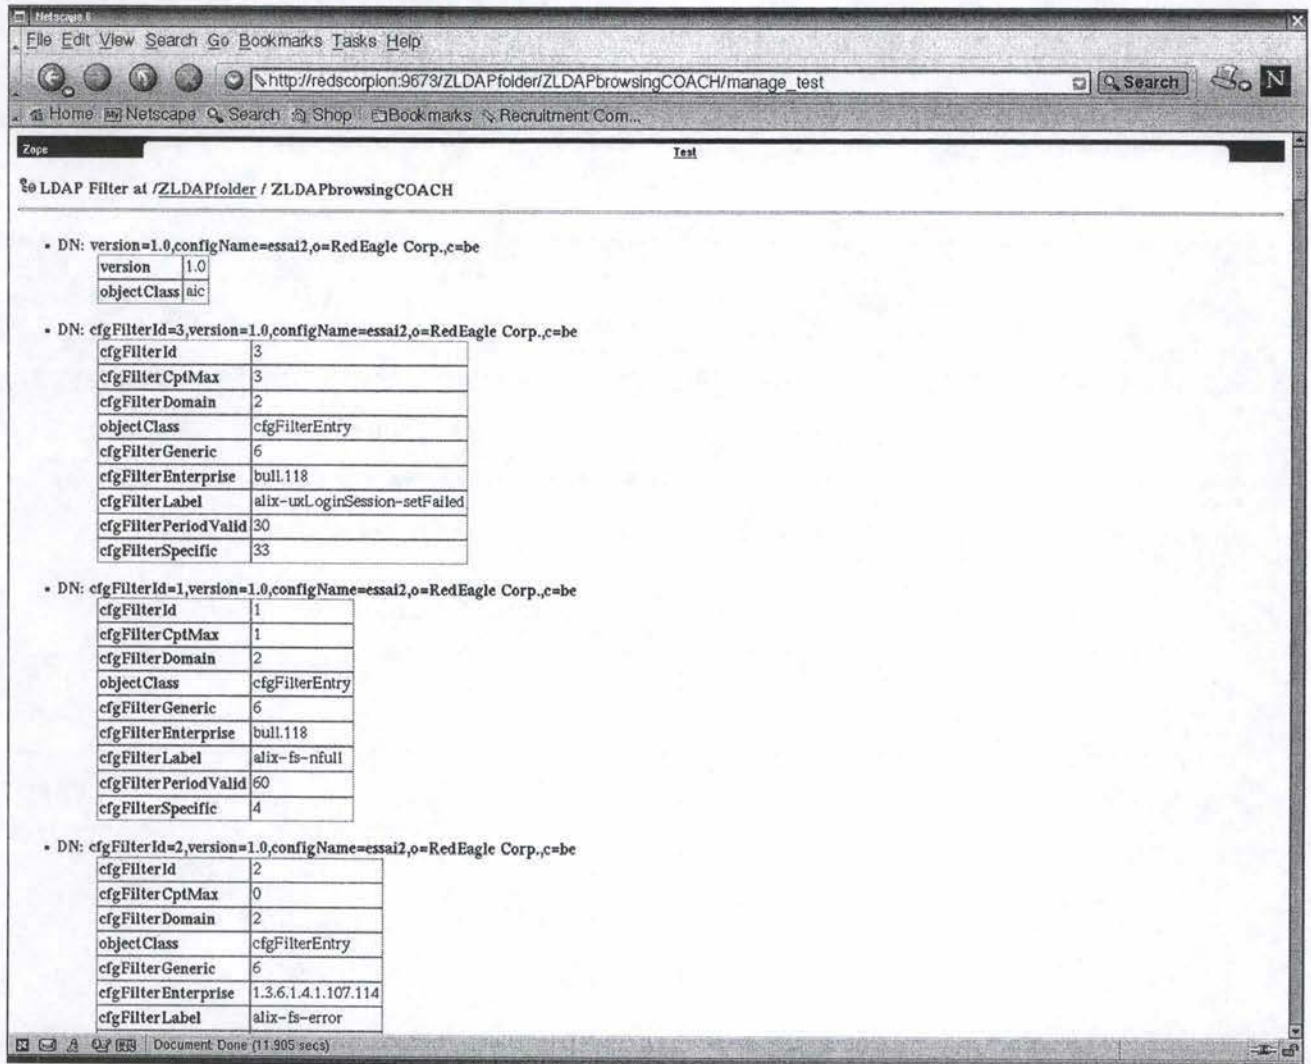 Netscape 6
File Edit View Search Go Bookmarks Tasks Help
http://redscorpion:9673/ZLDAPfolder/ZLDAPbrowsingCOACH/manage_test
Search
N
Home My Netscape Search Shop Bookmarks Recruitment Com...
Zope
Test
LDAP Filter at /ZLDAPfolder / ZLDAPbrowsingCOACH
• DN: version=1.0,configName=essai2,o=RedEagle Corp.,c=be
version 1.0
objectClass aic
• DN: cfgFilterId=3,version=1.0,configName=essai2,o=RedEagle Corp.,c=be
cfgFilterId 3
cfgFilterCptMax 3
cfgFilterDomain 2
objectClass cfgFilterEntry
cfgFilterGeneric 6
cfgFilterEnterprise bull.118
cfgFilterLabel alix-uxLoginSession-setFailed
cfgFilterPeriodValid 30
cfgFilterSpecific 33
• DN: cfgFilterId=1,version=1.0,configName=essai2,o=RedEagle Corp.,c=be
cfgFilterId 1
cfgFilterCptMax 1
cfgFilterDomain 2
objectClass cfgFilterEntry
cfgFilterGeneric 6
cfgFilterEnterprise bull.118
cfgFilterLabel alix-fs-nfull
cfgFilterPeriodValid 60
cfgFilterSpecific 4
• DN: cfgFilterId=2,version=1.0,configName=essai2,o=RedEagle Corp.,c=be
cfgFilterId 2
cfgFilterCptMax 0
cfgFilterDomain 2
objectClass cfgFilterEntry
cfgFilterGeneric 6
cfgFilterEnterprise 1.3.6.1.4.1.107.114
cfgFilterLabel alix-fs-error
Document: Done (11.905 secs)